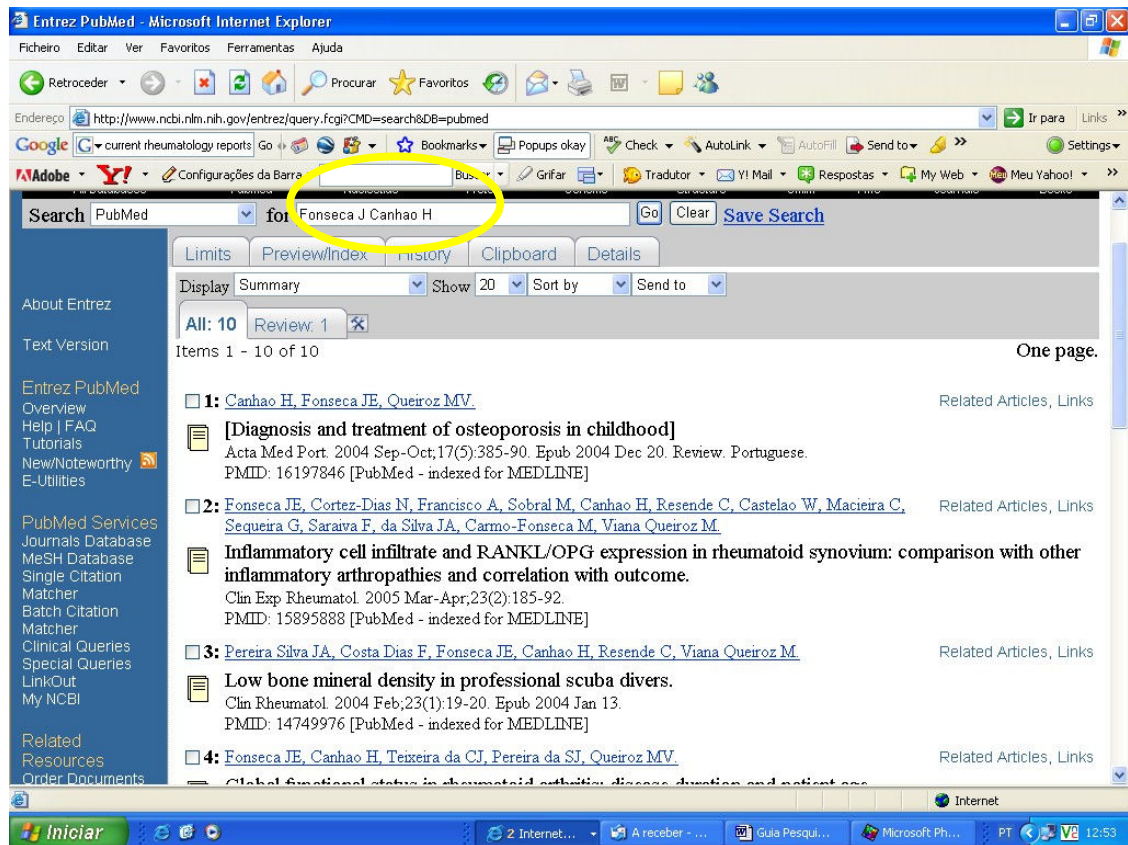 Entrez PubMed - Microsoft Internet Explorer
Ficheiro Editar Ver Favoritos Ferramentas Ajuda
Retroceder Procurar Favoritos
Endereço http://www.ncbi.nlm.nih.gov/entrez/query.fcgi?CMD=search&DB=pubmed Ir para Links »
Google current rheumatology reports Go Bookmarks Popups okay Check AutoLink AutoFill Send to » Settings
Adobe Y! Configurações da Barra Buscar Grifar Tradutor Y! Mail Respostas My Web Meu Yahoo! »
Search PubMed for Fonseca J Canhao H Go Clear Save Search
Limits Preview/Index History Clipboard Details
Display Summary Show 20 Sort by Send to
All: 10 Review: 1
Items 1 - 10 of 10 One page.
About Entrez
Text Version
Entrez PubMed
Overview
Help | FAQ
Tutorials
New/Noteworthy
E-Utilities
PubMed Services
Journals Database
MeSH Database
Single Citation
Matcher
Batch Citation
Matcher
Clinical Queries
Special Queries
LinkOut
My NCBI
Related
Resources
Order Documents
1: Canhao H, Fonseca JE, Queiroz MV. Related Articles, Links
[Diagnosis and treatment of osteoporosis in childhood]
Acta Med Port. 2004 Sep-Oct;17(5):385-90. Epub 2004 Dec 20. Review. Portuguese.
PMID: 16197846 [PubMed - indexed for MEDLINE]
2: Fonseca JE, Cortez-Dias N, Francisco A, Sobral M, Canhao H, Resende C, Castelao W, Macieira C, Related Articles, Links
Sequeira G, Saraiva F, da Silva JA, Carmo-Fonseca M, Viana Queiroz M.
Inflammatory cell infiltrate and RANKL/OPG expression in rheumatoid synovium: comparison with other
inflammatory arthropathies and correlation with outcome.
Clin Exp Rheumatol. 2005 Mar-Apr;23(2):185-92.
PMID: 15895888 [PubMed - indexed for MEDLINE]
3: Pereira Silva JA, Costa Dias F, Fonseca JE, Canhao H, Resende C, Viana Queiroz M. Related Articles, Links
Low bone mineral density in professional scuba divers.
Clin Rheumatol. 2004 Feb;23(1):19-20. Epub 2004 Jan 13.
PMID: 14749976 [PubMed - indexed for MEDLINE]
4: Fonseca JE, Canhao H, Teixeira da CJ, Pereira da SJ, Queiroz MV. Related Articles, Links
Global functional status in rheumatoid arthritis: disease duration and patient age
Internet
Iniciar 2 Internet... A receber - ... Guia Pesqui... Microsoft Ph... PT 12:53